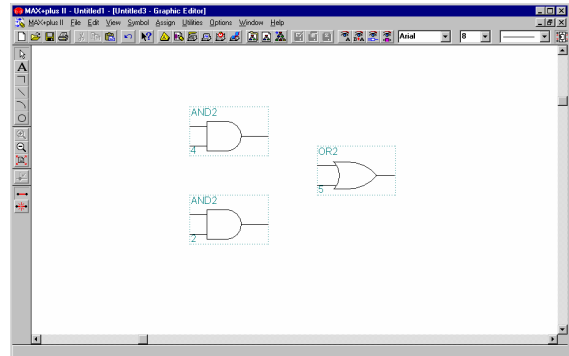 MAX+plus II - Untitled1 - [Untitled3 - Graphic Editor]
MAX+plus II File Edit View Symbol Assign Utilities Options Window Help
Arial 8
A
AND2
4
OR2
5
AND2
2